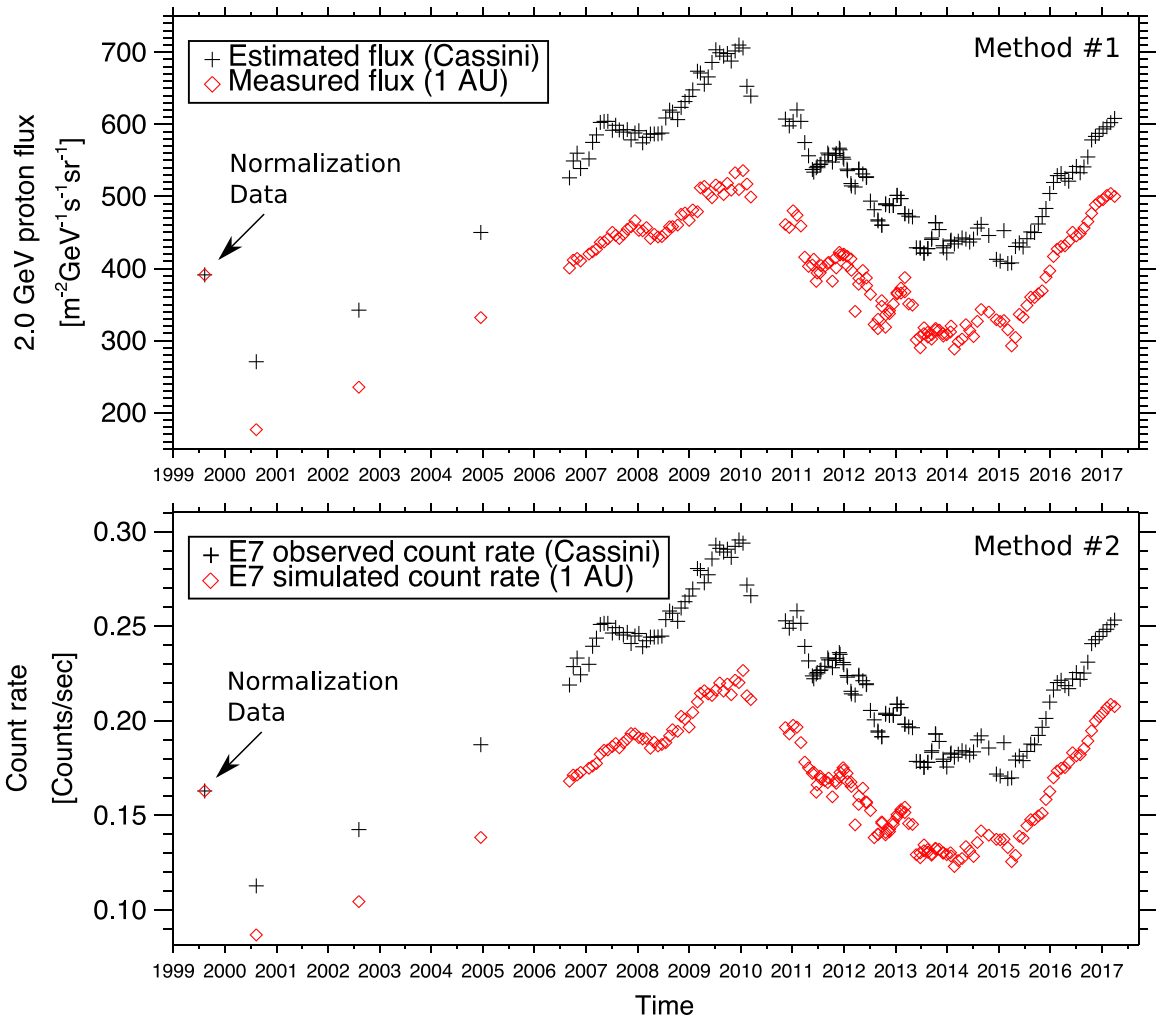 700
600
500
400
300
200
2.0 GeV proton flux
[m⁻²GeV⁻¹s⁻¹sr⁻¹]
Estimated flux (Cassini)
Measured flux (1 AU)
Method #1
Normalization
Data
1999 2000 2001 2002 2003 2004 2005 2006 2007 2008 2009 2010 2011 2012 2013 2014 2015 2016 2017
0.30
0.25
0.20
0.15
0.10
Count rate
[Counts/sec]
E7 observed count rate (Cassini)
E7 simulated count rate (1 AU)
Method #2
Normalization
Data
1999 2000 2001 2002 2003 2004 2005 2006 2007 2008 2009 2010 2011 2012 2013 2014 2015 2016 2017
Time